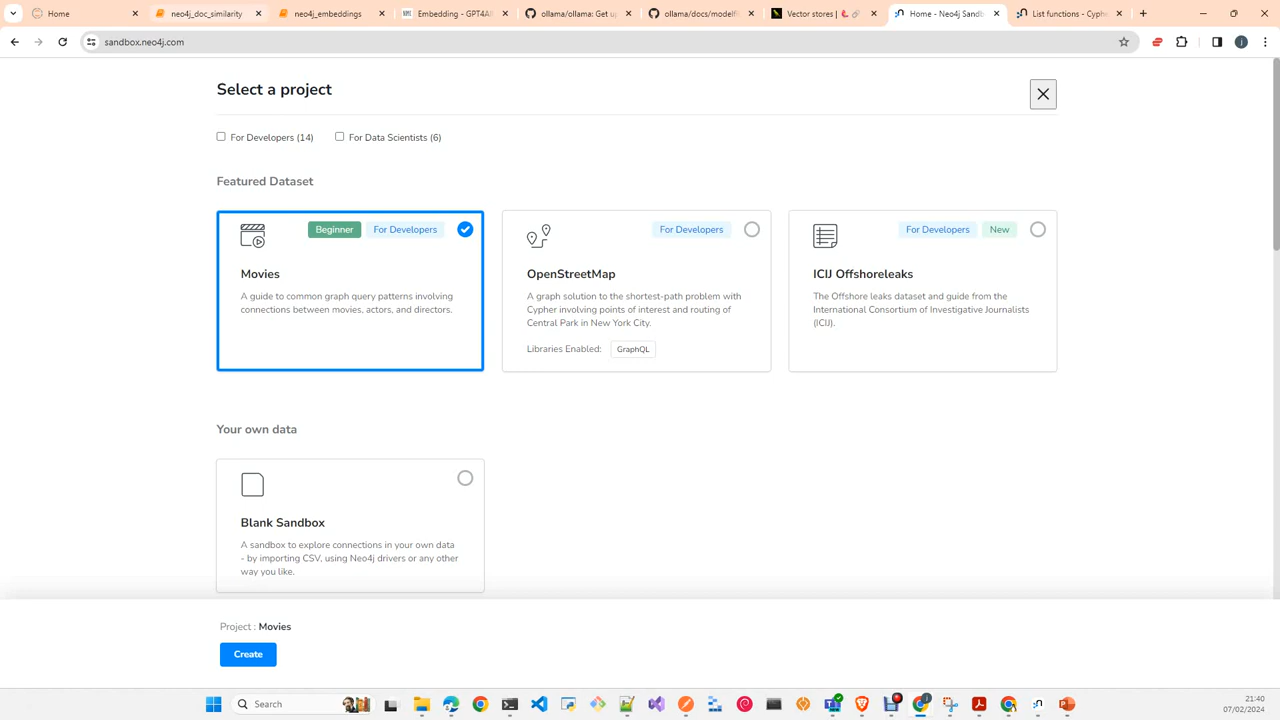 Home
neo4j_doc_similarity
neo4j_embeddings
Embedding - GPT4Al
ollama/ollama: Get up
ollama/docs/modelfi
Vector stores |
Home - Neo4j Sandb
List functions - Cyphe
sandbox.neo4j.com
Select a project
For Developers (14)
For Data Scientists (6)
Featured Dataset
Beginner
For Developers
Movies
A guide to common graph query patterns involving
connections between movies, actors, and directors.
For Developers
OpenStreetMap
A graph solution to the shortest-path problem with
Cypher involving points of interest and routing of
Central Park in New York City.
Libraries Enabled: GraphQL
For Developers
New
ICIJ Offshoreleaks
The Offshore leaks dataset and guide from the
International Consortium of Investigative Journalists
(ICIJ).
Your own data
Blank Sandbox
A sandbox to explore connections in your own data
- by importing CSV, using Neo4j drivers or any other
way you like.
Project : Movies
Create
Search
21:40
07/02/2024